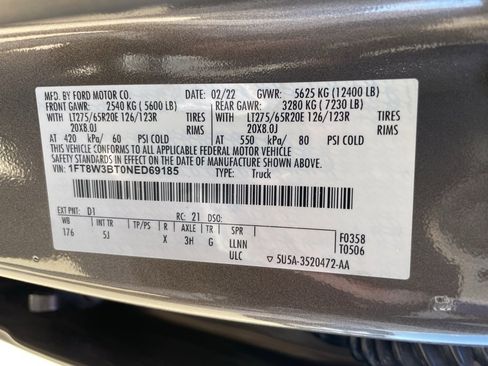 MFD. BY FORD MOTOR CO. DATE: 02/22 GVWR: 5625 KG (12400 LB)
FRONT GAWR: 2540 KG (5600 LB) REAR GAWR: 3280 KG (7230 LB)
WITH LT275/65R20E 126/123R TIRES WITH LT275/65R20E 126/123R TIRES
20X8.0J RIMS 20X8.0J RIMS
AT 420 kPa/ 60 PSI COLD AT 550 kPa/ 80 PSI COLD
THIS VEHICLE CONFORMS TO ALL APPLICABLE FEDERAL MOTOR VEHICLE
SAFETY STANDARDS IN EFFECT ON THE DATE OF MANUFACTURE SHOWN ABOVE.
VIN: 1FT8W3BT0NED69185 TYPE: Truck
EXT PNT: D1 RC: 21 DSO:
WB INT TR TP/PS R AXLE TR SPR F0358
176 5J X 3H G LLNN T0506
ULC ▽ 5U5A-3520472-AA